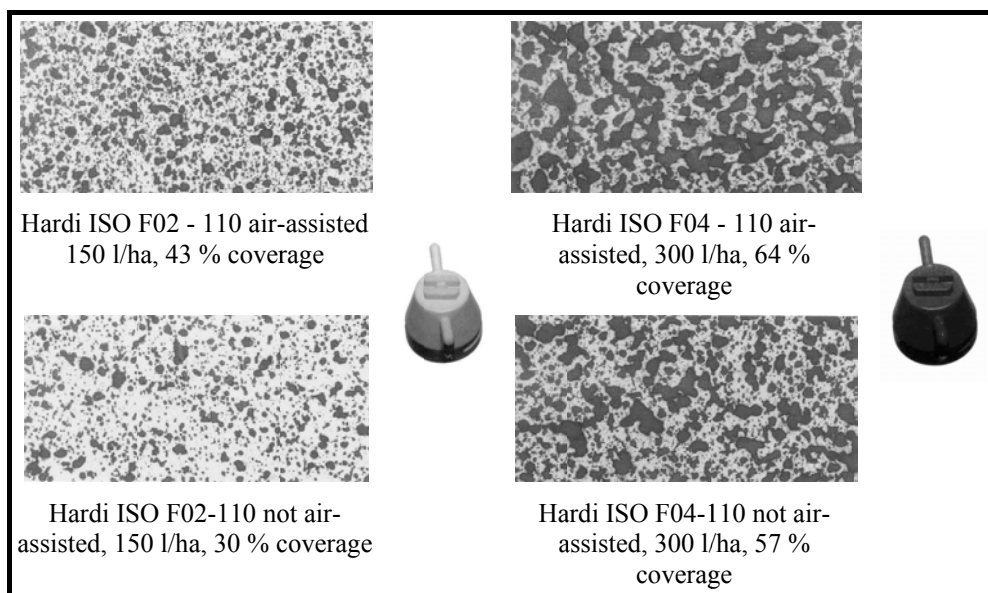 Hardi ISO F02 - 110 air-assisted
150 l/ha, 43 % coverage
Hardi ISO F04 - 110 air-
assisted, 300 l/ha, 64 %
coverage
Hardi ISO F02-110 not air-
assisted, 150 l/ha, 30 % coverage
Hardi ISO F04-110 not air-
assisted, 300 l/ha, 57 %
coverage